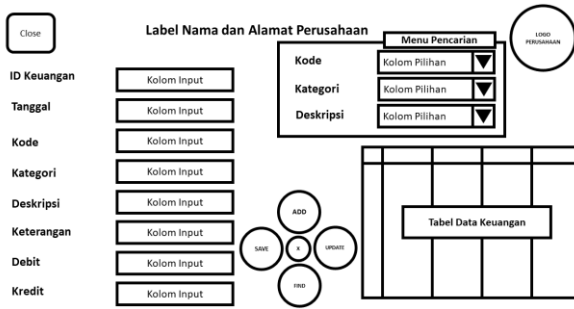 Close
Label Nama dan Alamat Perusahaan
LOGO
PERUSAHAAN
Menu Pencarian
Kode Kolom Pilihan
Kategori Kolom Pilihan
Deskripsi Kolom Pilihan
ID Keuangan Kolom Input
Tanggal Kolom Input
Kode Kolom Input
Kategori Kolom Input
Deskripsi Kolom Input
Keterangan Kolom Input
Debit Kolom Input
Kredit Kolom Input
ADD
SAVE X UPDATE
FIND
Tabel Data Keuangan